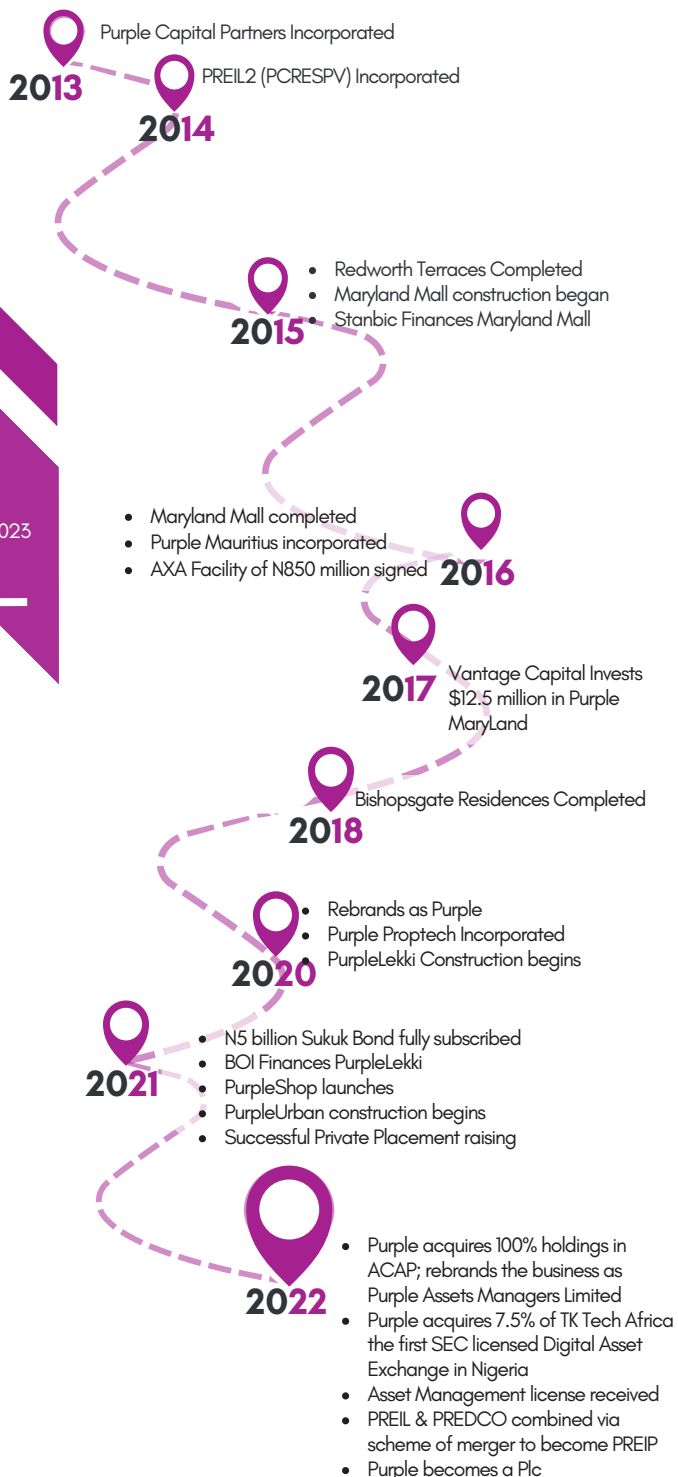 Purple Capital Partners Incorporated
2013
PREIL2 (PCRESPV) Incorporated
2014
• Redworth Terraces Completed
• Maryland Mall construction began
• Stanbic Finances Maryland Mall
2015
023
• Maryland Mall completed
• Purple Mauritius incorporated
• AXA Facility of N850 million signed
2016
2017
Vantage Capital Invests
$12.5 million in Purple
MaryLand
Bishopsgate Residences Completed
2018
• Rebrands as Purple
• Purple Proptech Incorporated
• PurpleLekki Construction begins
2020
• N5 billion Sukuk Bond fully subscribed
• BOI Finances PurpleLekki
• PurpleShop launches
• PurpleUrban construction begins
• Successful Private Placement raising
2021
2022
• Purple acquires 100% holdings in
ACAP; rebrands the business as
Purple Assets Managers Limited
• Purple acquires 7.5% of TK Tech Africa
the first SEC licensed Digital Asset
Exchange in Nigeria
• Asset Management license received
• PREIL & PREDCO combined via
scheme of merger to become PREIP
• Purple becomes a Plc